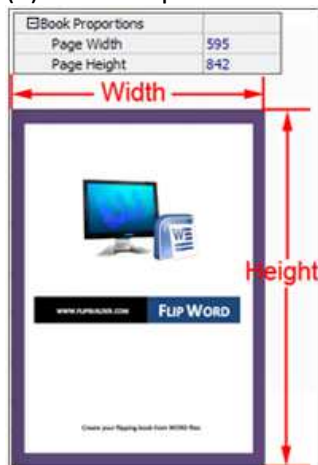 Book Proportions
Page Width 595
Page Height 842
Width
Height
WWW.FLIPBUILDER.COM FLIP WORD
Create your flipping book from WORD files